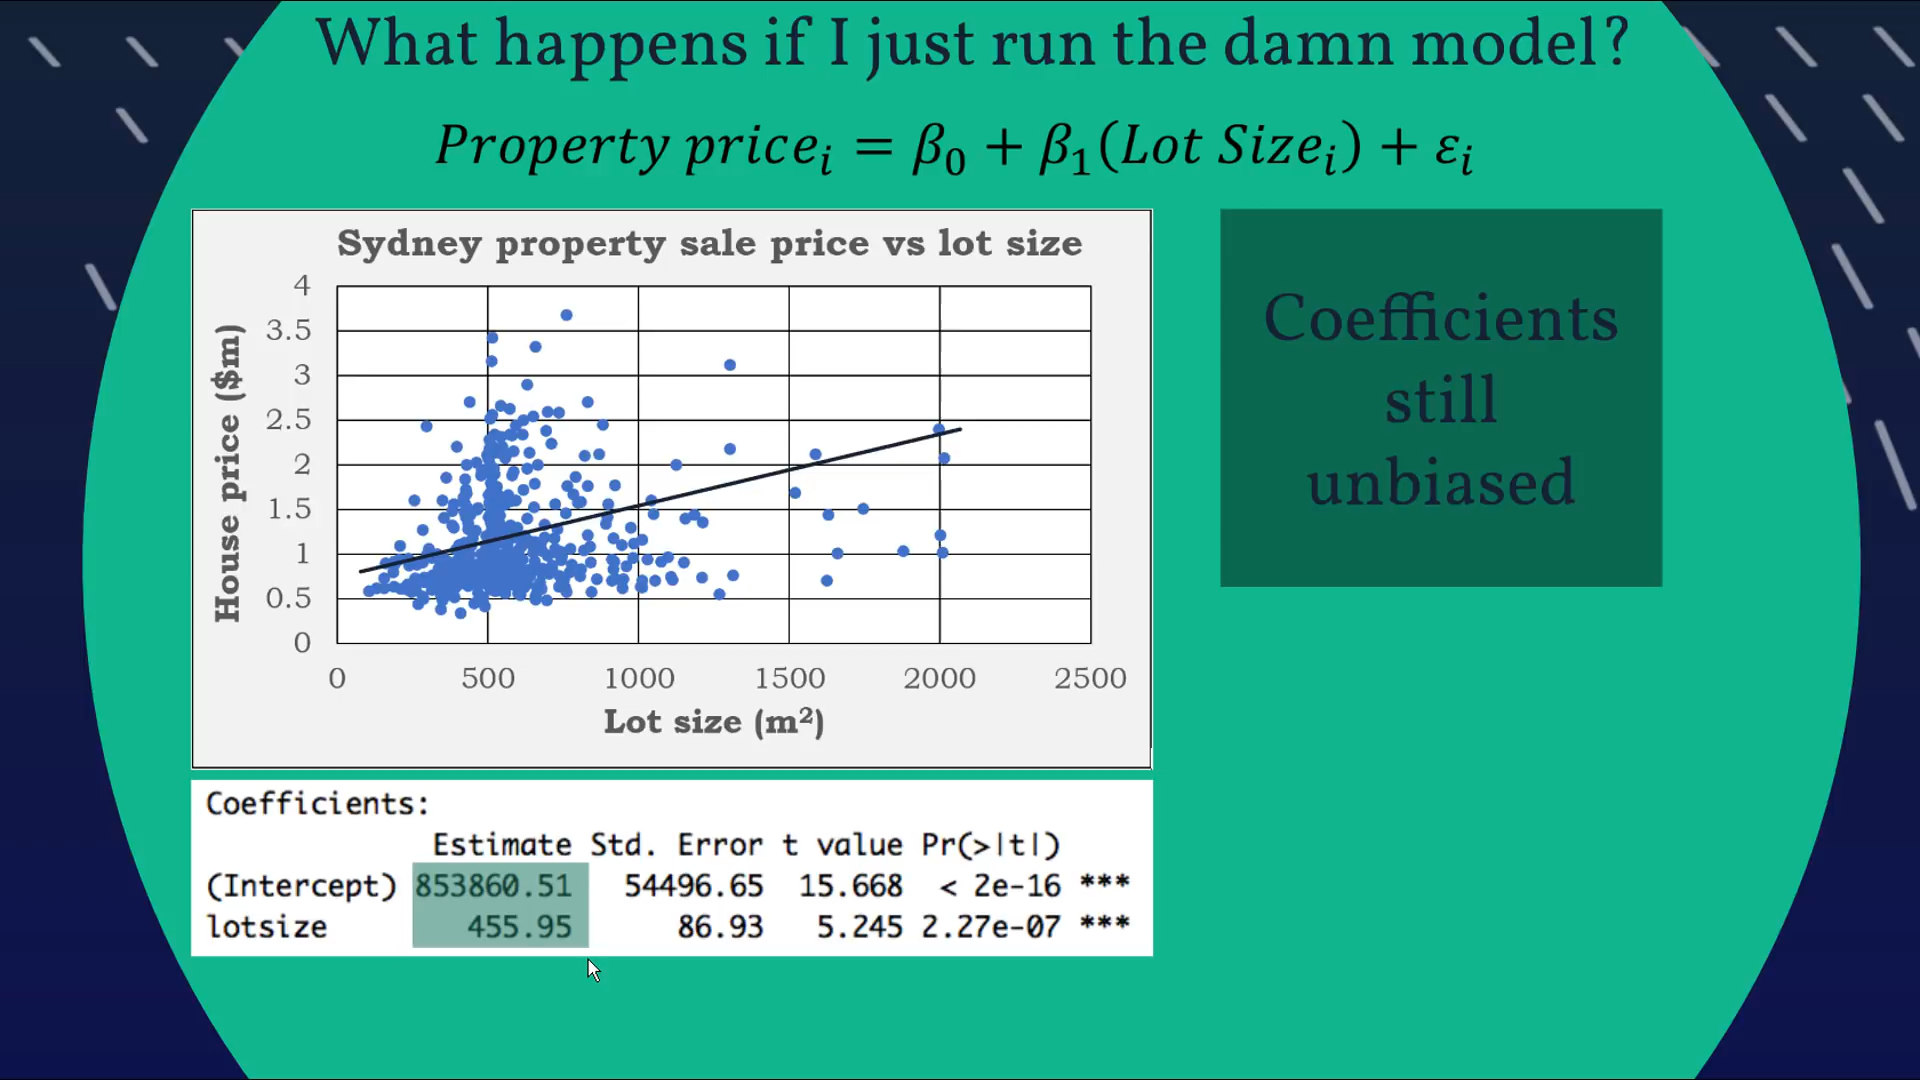 What happens if I just run the damn model?
Property priceᵢ = β₀ + β₁(Lot Sizeᵢ) + εᵢ
Sydney property sale price vs lot size
House price ($m)
4
3.5
3
2.5
2
1.5
1
0.5
0
0 500 1000 1500 2000 2500
Lot size (m²)
Coefficients
still
unbiased
Coefficients:
Estimate Std. Error t value Pr(>|t|)
(Intercept) 853860.51 54496.65 15.668 < 2e-16 ***
lotsize 455.95 86.93 5.245 2.27e-07 ***